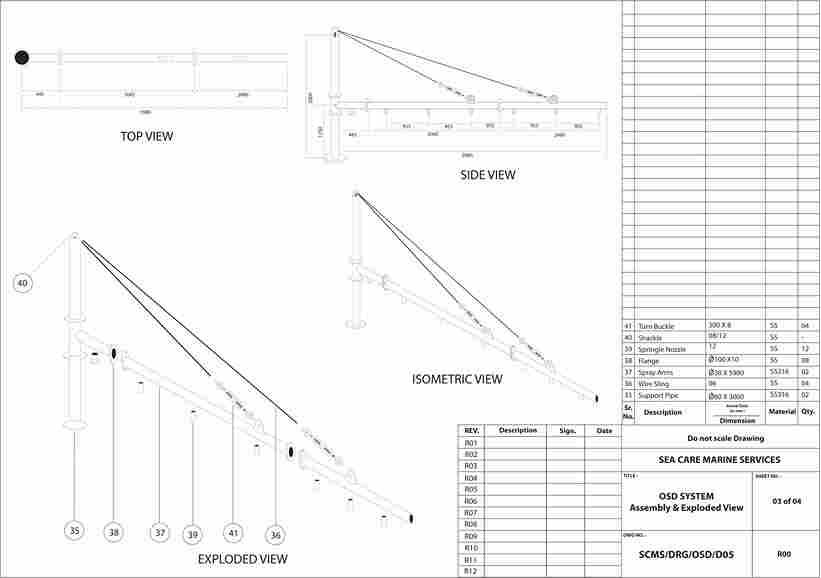 TOP VIEW
SIDE VIEW
40
ISOMETRIC VIEW
35
38
37
39
41
36
EXPLODED VIEW
41 Turn Buckle 300 X 8 SS 04
40 Shackle 08/12 SS -
39 Springle Nozzle 12 SS 12
38 Flange Ø100 X10 SS 08
37 Spray Arms SS316 02
36 Wire Sling 06 SS 04
35 Support Pipe SS316 02
Sr. No. Description Dimension Material Qty.
REV. Description Sign. Date
R01
R02
R03
R04
R05
R06
R07
R08
R09
R10
R11
R12
Do not scale Drawing
SEA CARE MARINE SERVICES
TITLE:-
OSD SYSTEM
Assembly & Exploded View
SHEET NO. :-
03 of 04
DWG NO. :-
SCMS/DRG/OSD/D05
R00